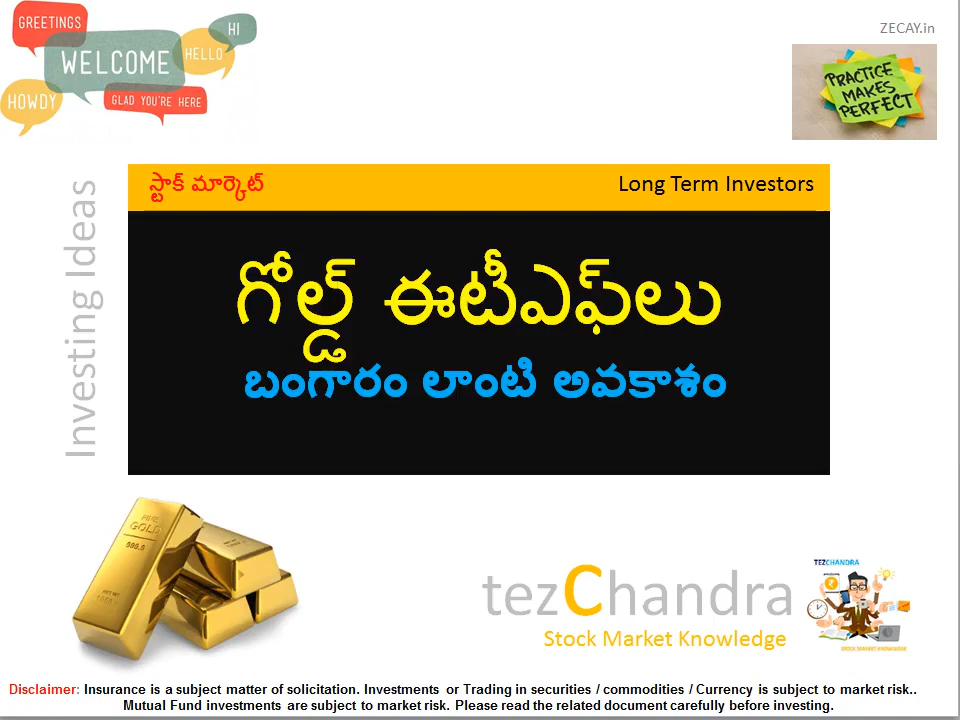 GREETINGS
HI
WELCOME
HELLO
HOWDY
GLAD YOU'RE HERE
ZECAY.in
PRACTICE
MAKES
PERFECT
స్టాక్ మార్కెట్ Long Term Investors
Investing Ideas
గోల్డ్ ఈటీఎఫ్‌లు
బంగారం లాంటి అవకాశం
FINE
GOLD
999.9
tezChandra
Stock Market Knowledge
TEZCHANDRA
STOCK MARKET KNOWLEDGE
Disclaimer: Insurance is a subject matter of solicitation. Investments or Trading in securities / commodities / Currency is subject to market risk..
Mutual Fund investments are subject to market risk. Please read the related document carefully before investing.